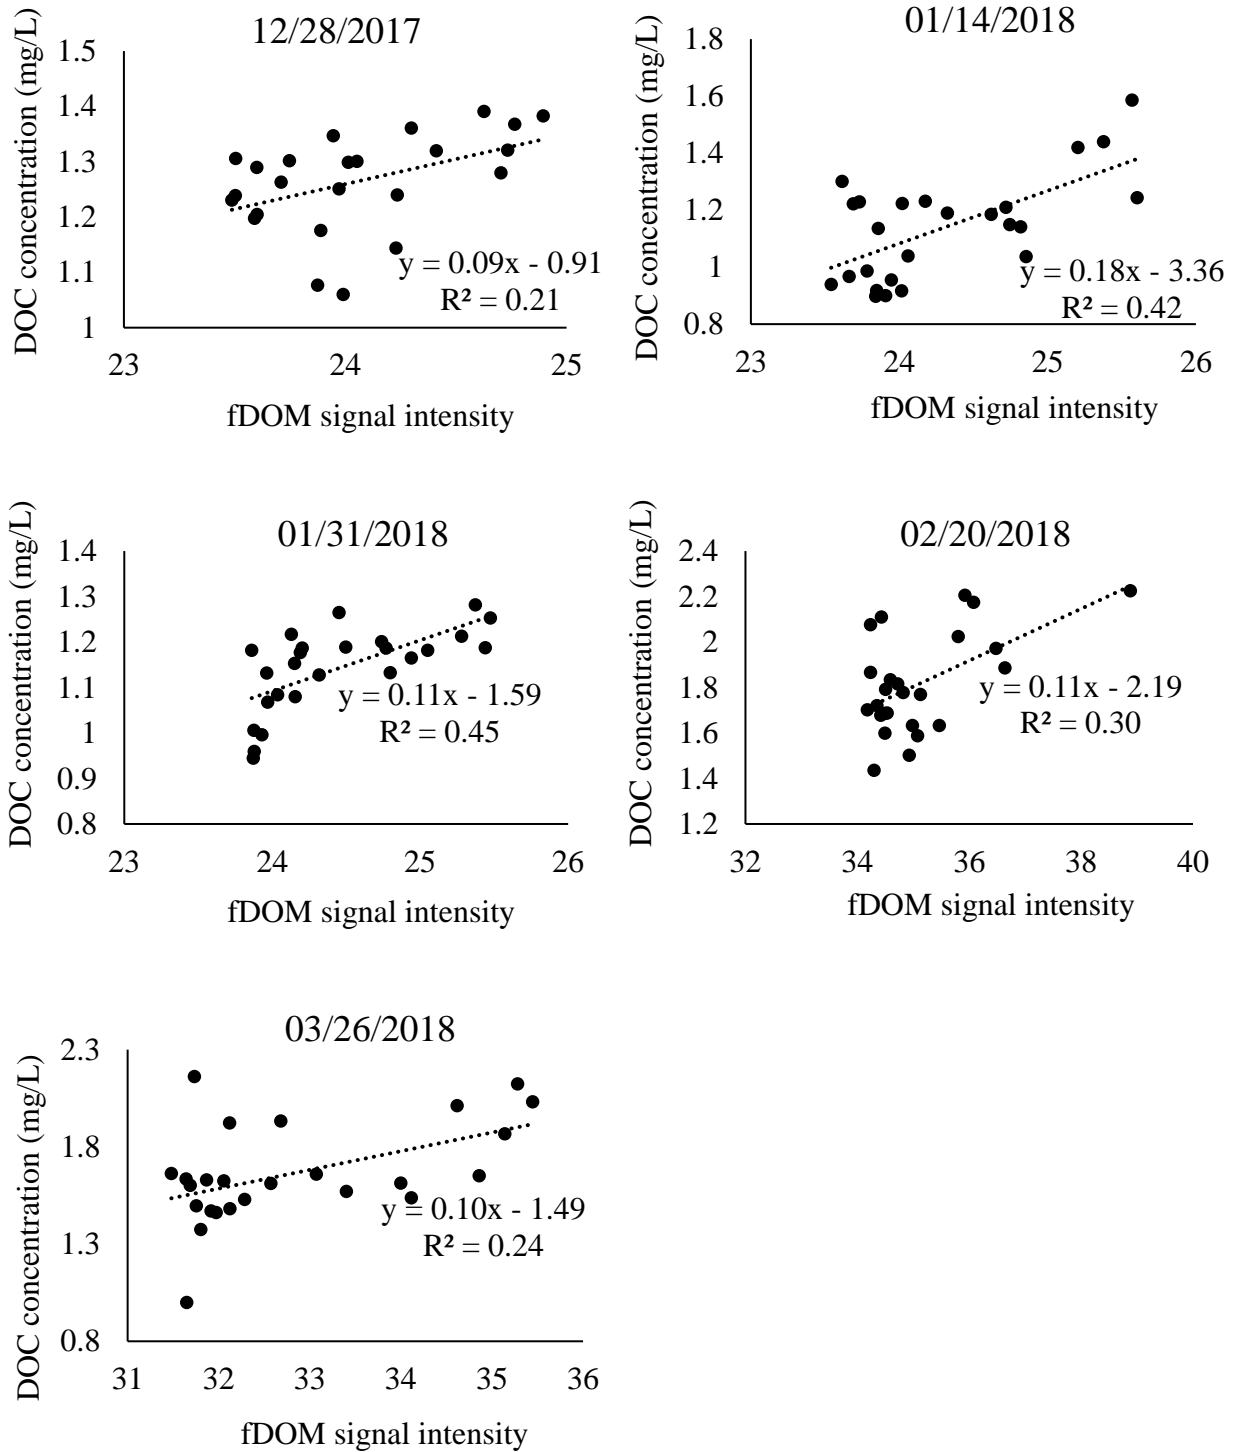 12/28/2017
DOC concentration (mg/L)
1.5
1.4
1.3
1.2
1.1
1
23
24
25
y = 0.09x - 0.91
R² = 0.21
fDOM signal intensity
01/14/2018
DOC concentration (mg/L)
1.8
1.6
1.4
1.2
1
0.8
23
24
25
26
y = 0.18x - 3.36
R² = 0.42
fDOM signal intensity
01/31/2018
DOC concentration (mg/L)
1.4
1.3
1.2
1.1
1
0.9
0.8
23
24
25
26
y = 0.11x - 1.59
R² = 0.45
fDOM signal intensity
02/20/2018
DOC concentration (mg/L)
2.4
2.2
2
1.8
1.6
1.4
1.2
32
34
36
38
40
y = 0.11x - 2.19
R² = 0.30
fDOM signal intensity
03/26/2018
DOC concentration (mg/L)
2.3
1.8
1.3
0.8
31
32
33
34
35
36
y = 0.10x - 1.49
R² = 0.24
fDOM signal intensity